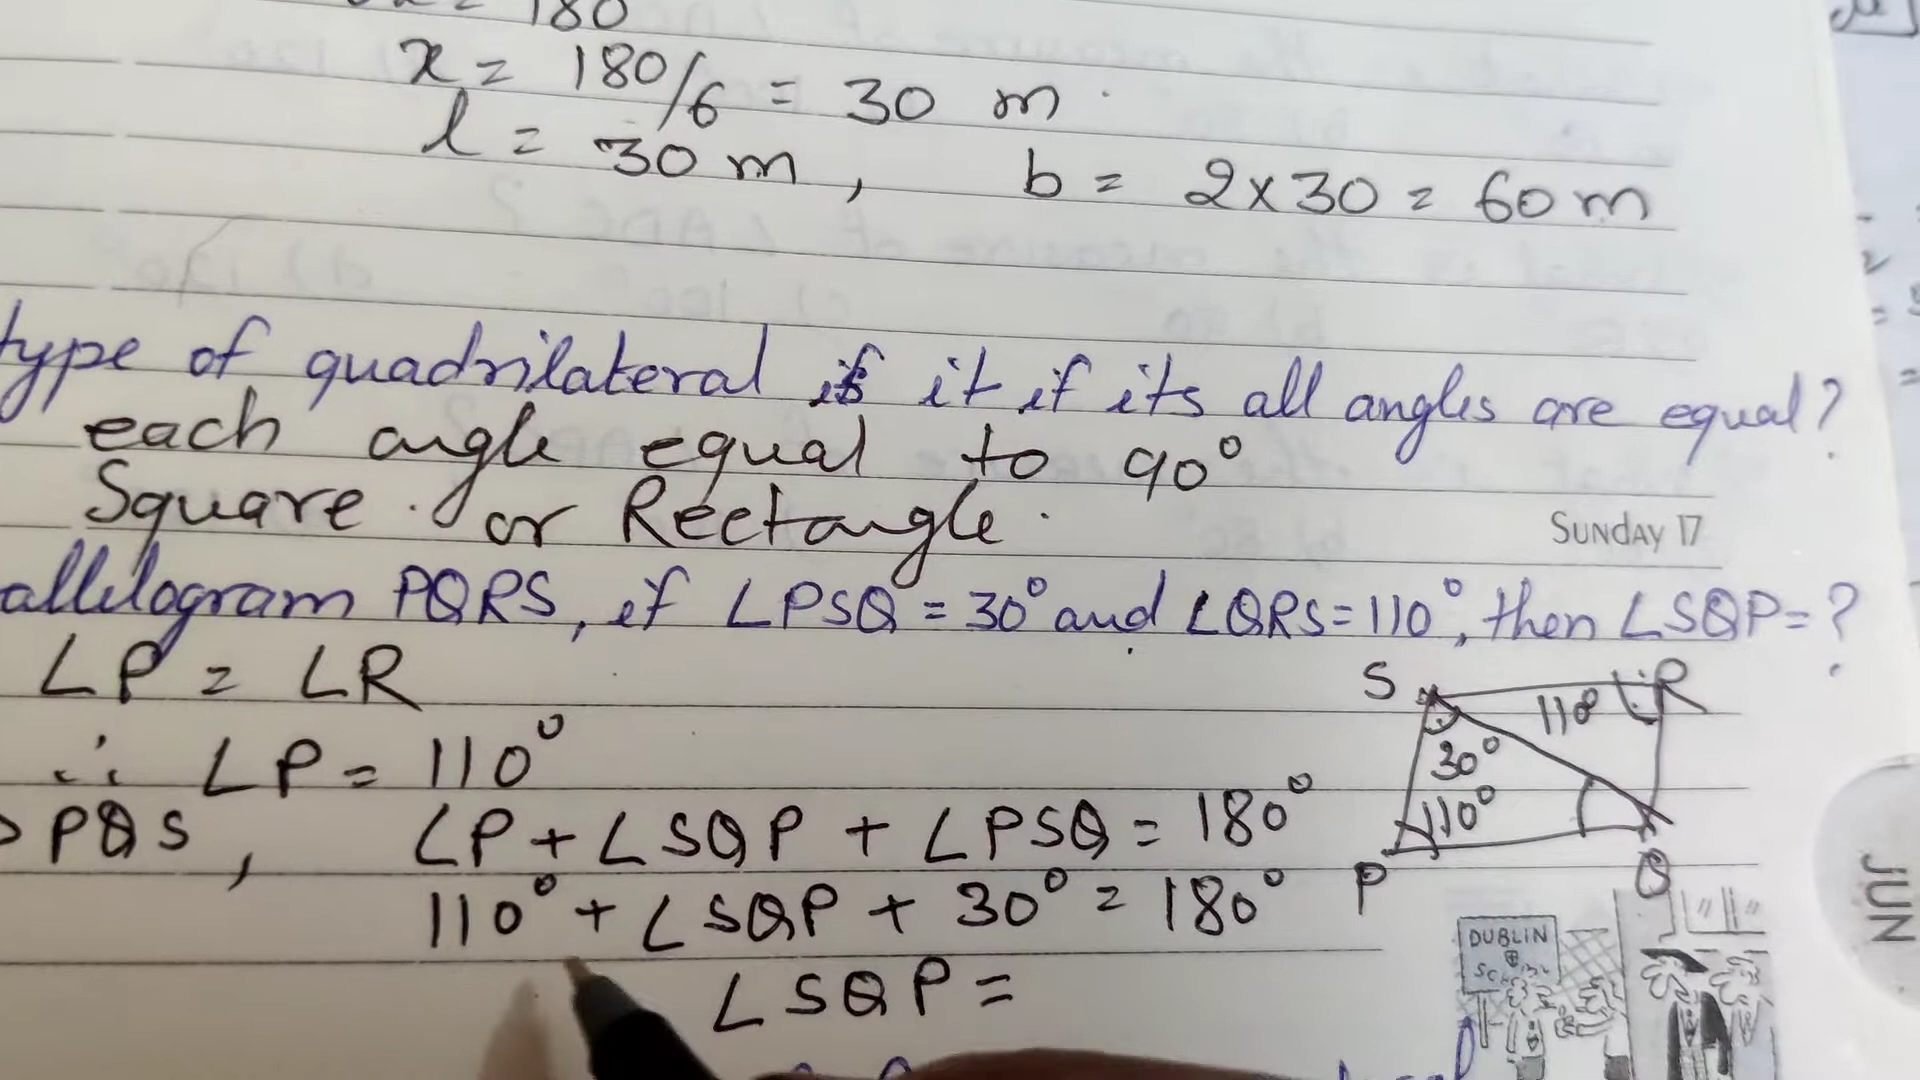 = 180
x = 180/6 = 30 m.
l = 30 m, b = 2x30 = 60 m
type of quadrilateral is it if its all angles are equal?
each angle equal to 90°
Square or Rectangle.
SUNDAY 17
allelogram PQRS, if ∠PSQ = 30° and ∠QRS = 110°, then ∠SQP = ?
∠P = ∠R
∴ ∠P = 110°
PQS, ∠P + ∠SQP + ∠PSQ = 180°
110° + ∠SQP + 30° = 180°
∠SQP =
S R
110°
30°
110°
P Q
DUBLIN
JUN